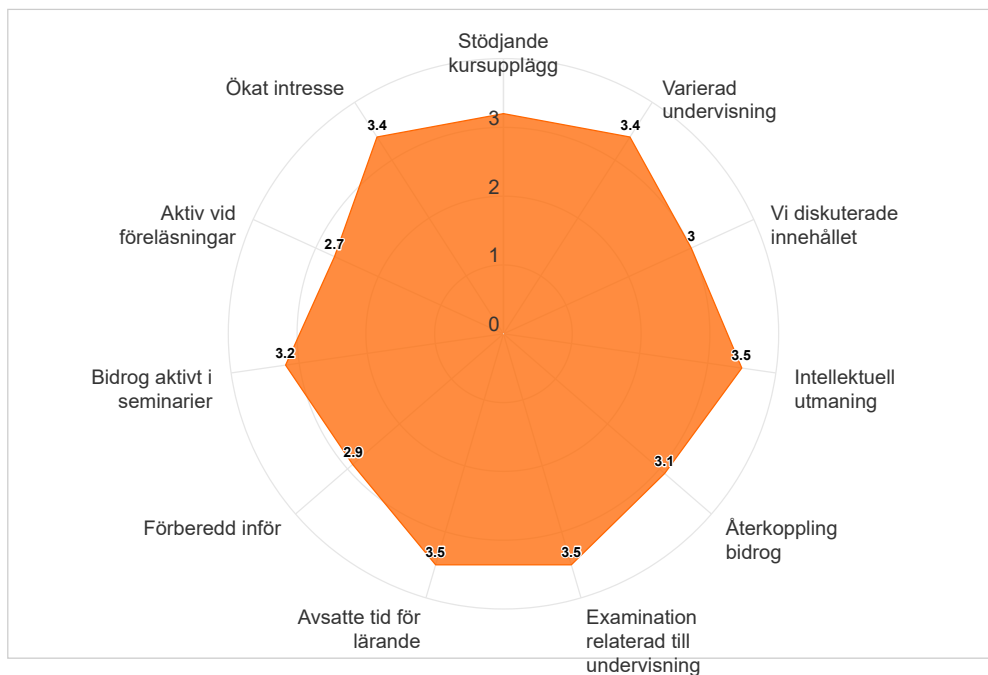 Stödjande
kursupplägg
Varierad
undervisning
Vi diskuterade
innehållet
Intellektuell
utmaning
Återkoppling
bidrog
Examination
relaterad till
undervisning
Avsatte tid för
lärande
Förberedd inför
Bidrog aktivt i
seminarier
Aktiv vid
föreläsningar
Ökat intresse
3
2
1
0
3.4
3
3.5
3.1
3.5
3.5
2.9
3.2
2.7
3.4